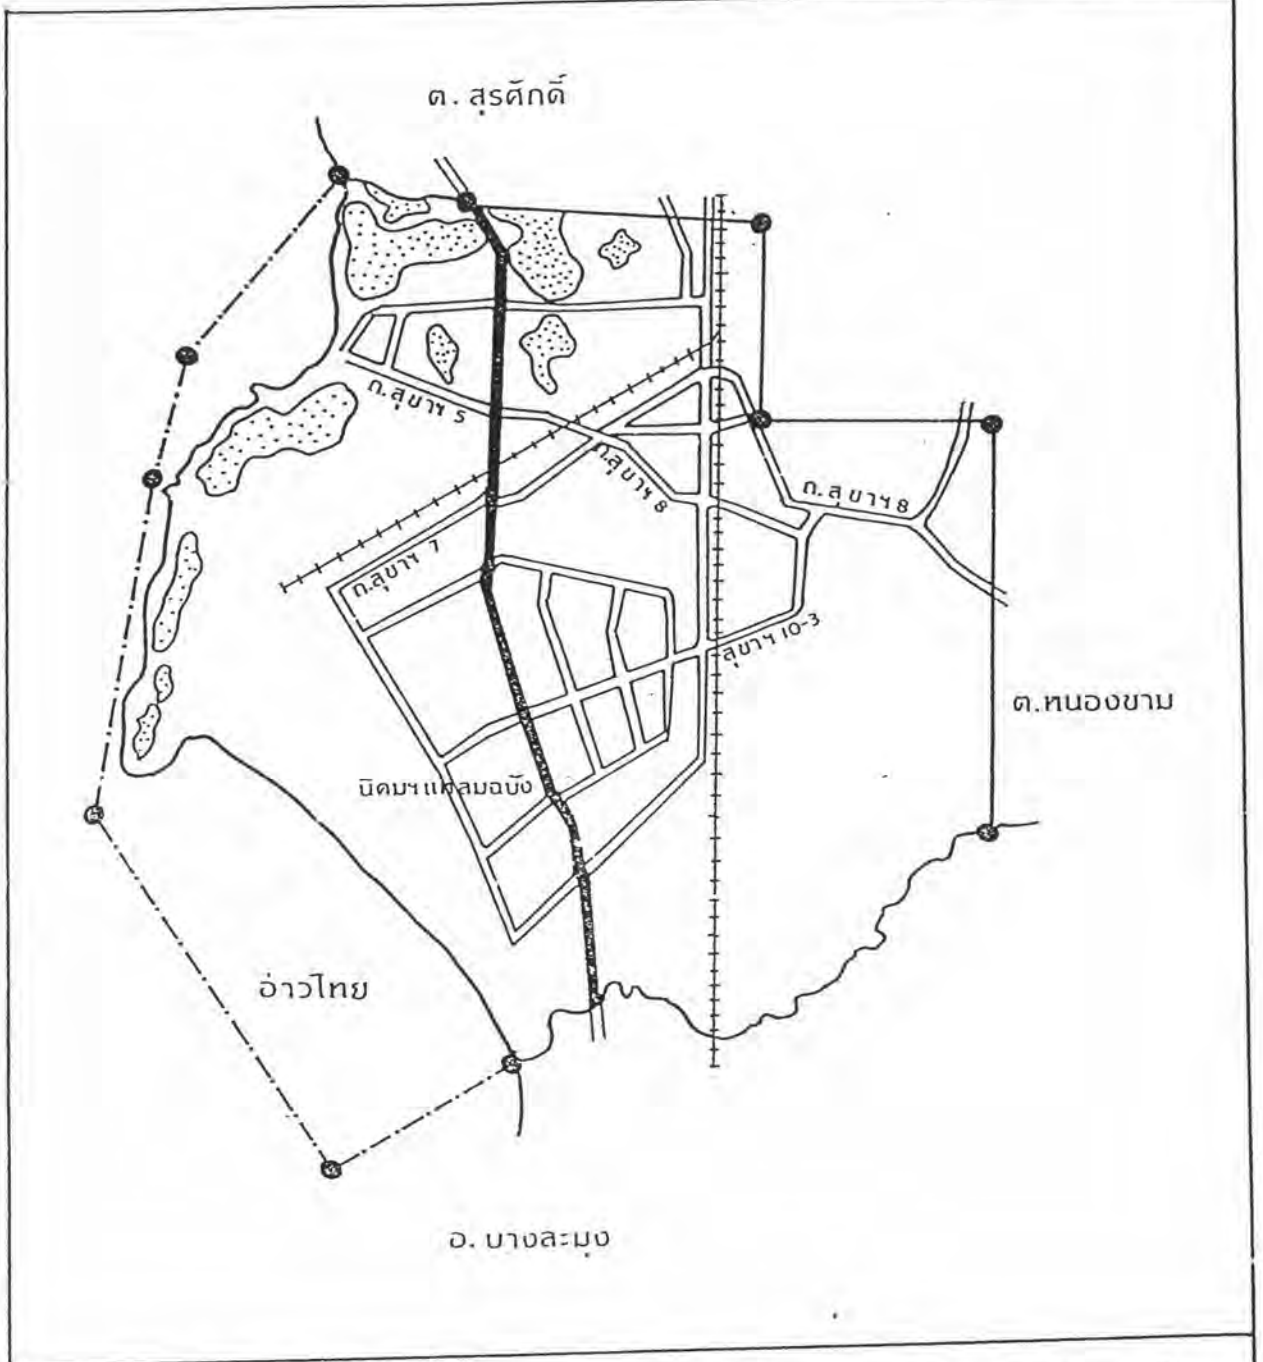 ต. สุรศักดิ์
ถ. สุขาฯ 5
ถ.สุขาฯ 8
ถ. สุขาฯ 8
ถ.สุขาฯ 7
สุขาฯ 10-3
ต.หนองขาม
นิคมฯแหลมฉบัง
อ่าวไทย
อ. บางละมุง